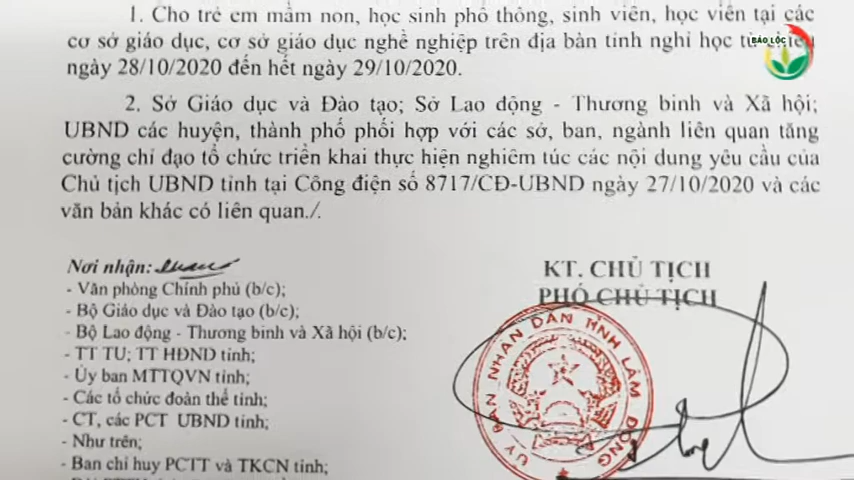 1. Cho trẻ em mầm non, học sinh phổ thông, sinh viên, học viên tại các
cơ sở giáo dục, cơ sở giáo dục nghề nghiệp trên địa bàn tỉnh nghỉ học từ chiều
ngày 28/10/2020 đến hết ngày 29/10/2020.
BẢO LỘC
2. Sở Giáo dục và Đào tạo; Sở Lao động - Thương binh và Xã hội;
UBND các huyện, thành phố phối hợp với các sở, ban, ngành liên quan tăng
cường chỉ đạo tổ chức triển khai thực hiện nghiêm túc các nội dung yêu cầu của
Chủ tịch UBND tỉnh tại Công điện số 8717/CĐ-UBND ngày 27/10/2020 và các
văn bản khác có liên quan./.
Nơi nhận:
- Văn phòng Chính phủ (b/c);
- Bộ Giáo dục và Đào tạo (b/c);
- Bộ Lao động - Thương binh và Xã hội (b/c);
- TT TU; TT HĐND tỉnh;
- Ủy ban MTTQVN tỉnh;
- Các tổ chức đoàn thể tỉnh;
- CT, các PCT UBND tỉnh;
- Như trên;
- Ban chỉ huy PCTT và TKCN tỉnh;
KT. CHỦ TỊCH
PHÓ CHỦ TỊCH
ỦY BAN NHÂN DÂN TỈNH LÂM ĐỒNG